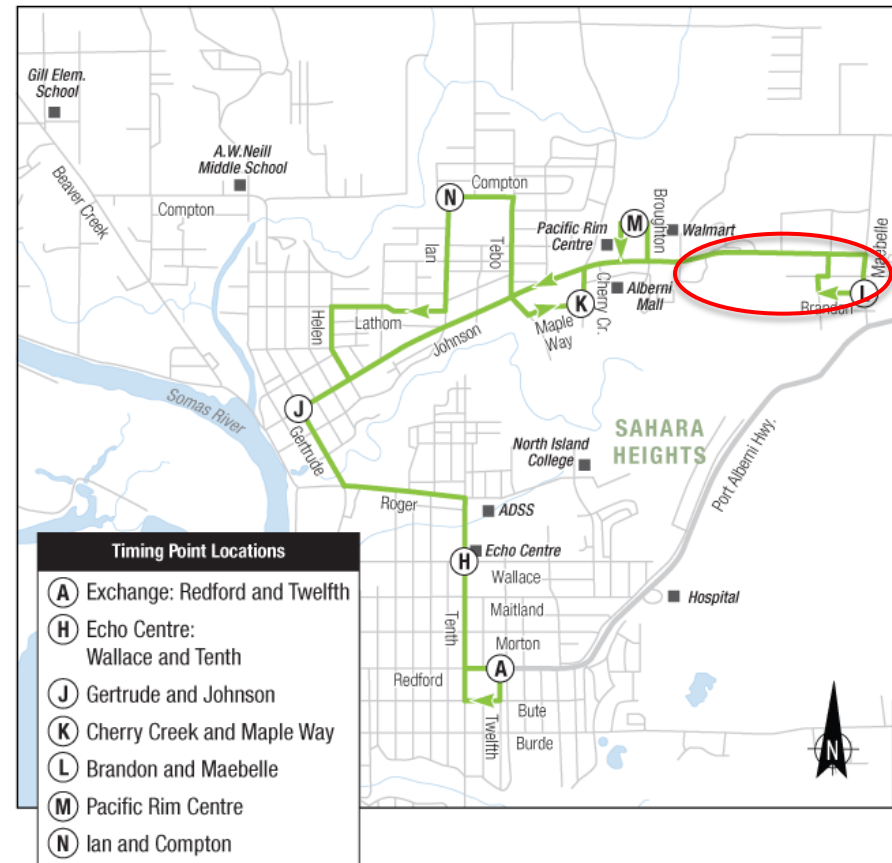 Gill Elem.
School
A.W.Neill
Middle School
Beaver Creek
Compton
N
Compton
Ian
Tebo
Pacific Rim
Centre
M
Broughton
Walmart
Maebelle
Helen
Lathom
Johnson
Maple
Way
K
Cherry Cr.
Alberni
Mall
Brandon
L
Somas River
J
Gertrude
North Island
College
SAHARA
HEIGHTS
Port Alberni Hwy.
Roger
ADSS
Echo Centre
H
Wallace
Maitland
Morton
Hospital
Tenth
Redford
A
Twelfth
Bute
Burde
N
Timing Point Locations
A Exchange: Redford and Twelfth
H Echo Centre:
Wallace and Tenth
J Gertrude and Johnson
K Cherry Creek and Maple Way
L Brandon and Maebelle
M Pacific Rim Centre
N Ian and Compton